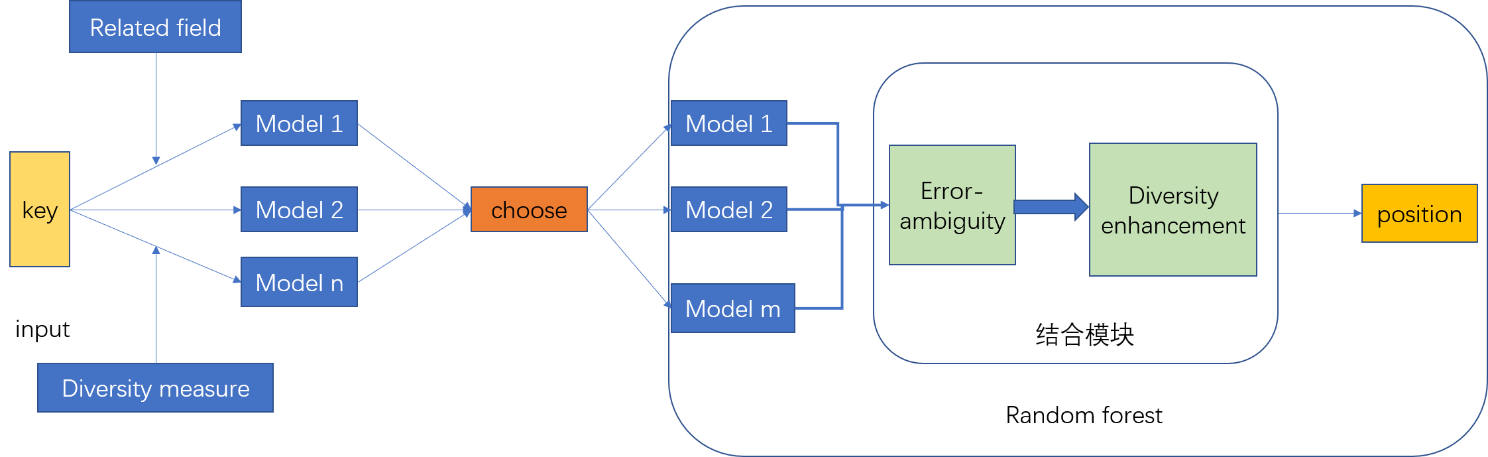 Related field
key
input
Diversity measure
Model 1
Model 2
Model n
choose
Model 1
Model 2
Model m
Error-
ambiguity
Diversity
enhancement
结合模块
Random forest
position